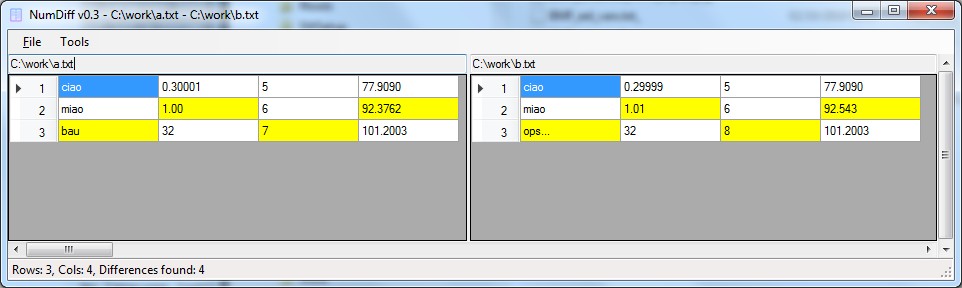 NumDiff v0.3 - C:\work\a.txt - C:\work\b.txt
File Tools
C:\work\a.txt C:\work\b.txt
1 ciao 0.30001 5 77.9090 1 ciao 0.29999 5 77.9090
2 miao 1.00 6 92.3762 2 miao 1.01 6 92.543
3 bau 32 7 101.2003 3 ops... 32 8 101.2003
Rows: 3, Cols: 4, Differences found: 4